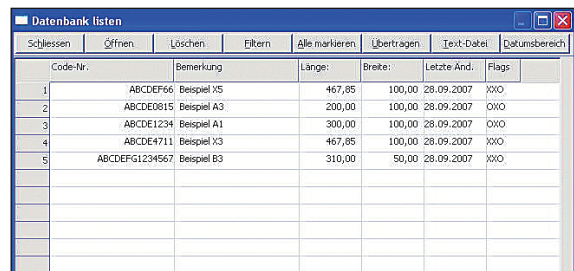 Datenbank listen
Schliessen Öffnen Löschen Filtern Alle markieren Übertragen Text-Datei Datumsbereich
Code-Nr. Bemerkung Länge: Breite: Letzte Änd. Flags
1 ABCDEF66 Beispiel X5 467,85 100,00 28.09.2007 XXO
2 ABCDE0815 Beispiel A3 200,00 100,00 28.09.2007 OXO
3 ABCDE1234 Beispiel A1 300,00 100,00 28.09.2007 OXO
4 ABCDE4711 Beispiel X3 467,85 100,00 28.09.2007 XXO
5 ABCDEFG1234567 Beispiel B3 310,00 50,00 28.09.2007 XXO